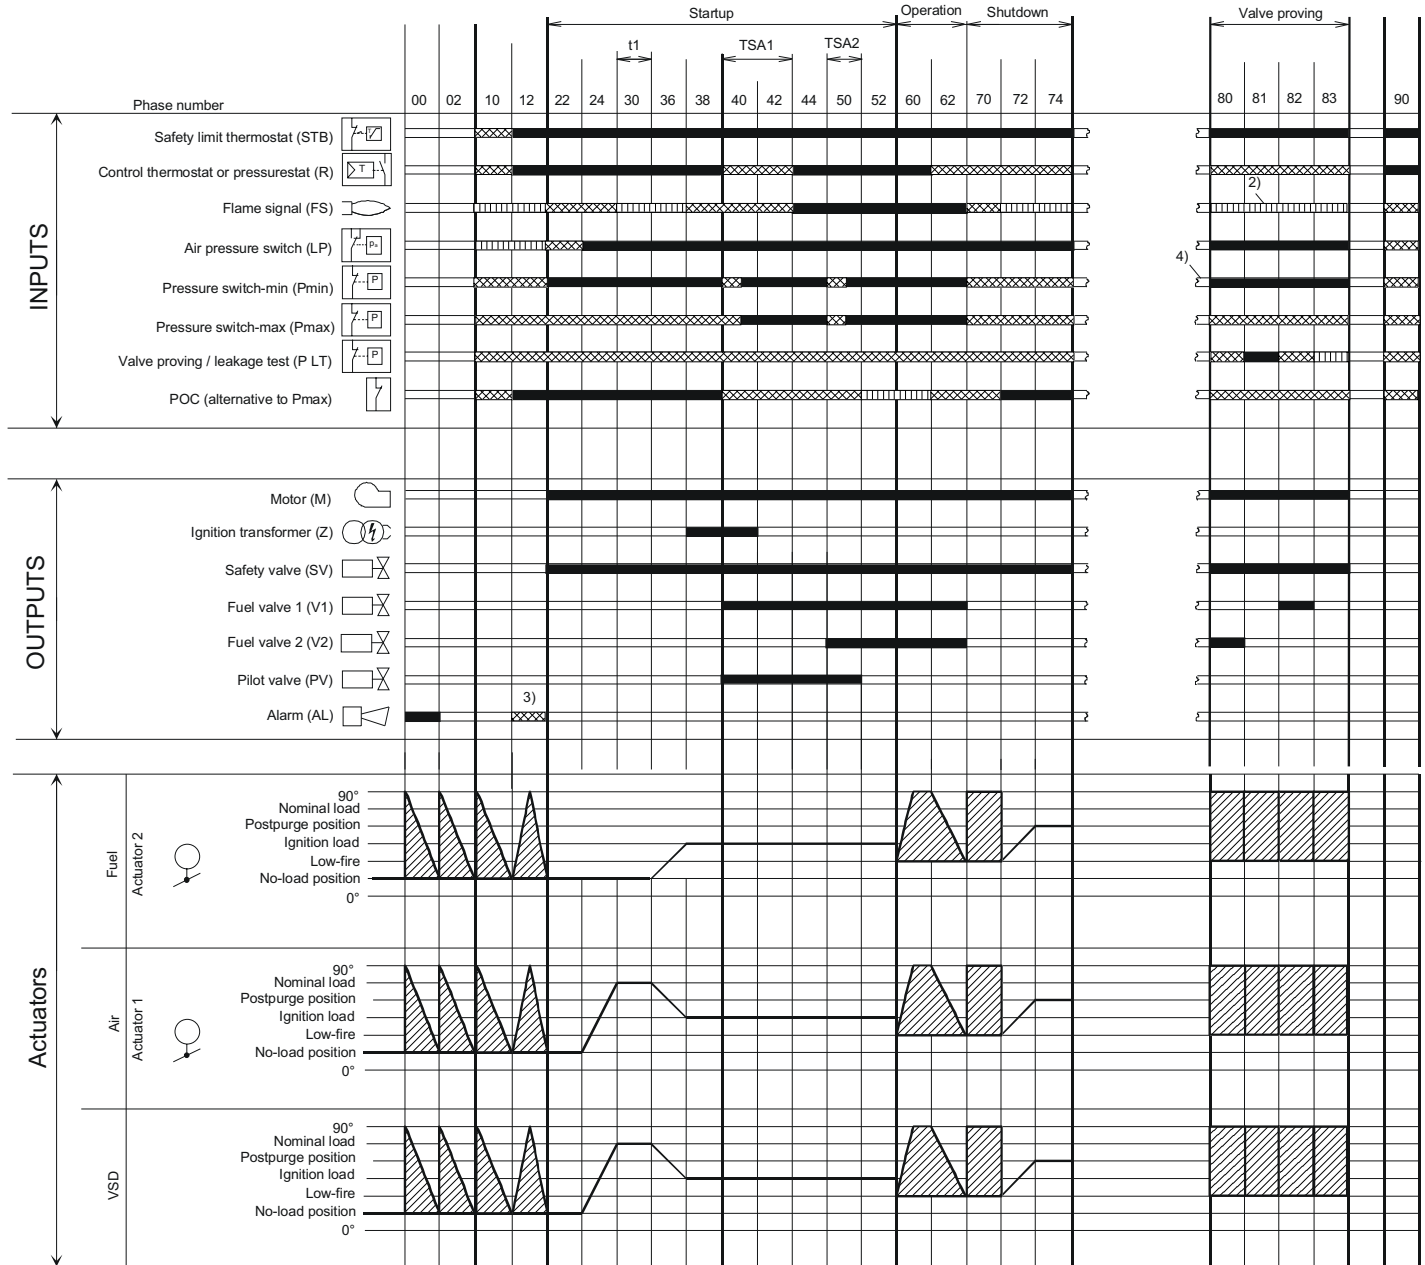 Startup
Operation
Shutdown
Valve proving
t1
TSA1
TSA2
Phase number 00 02 10 12 22 24 30 36 38 40 42 44 50 52 60 62 70 72 74 80 81 82 83 90
INPUTS
Safety limit thermostat (STB)
Control thermostat or pressurestat (R) T
2)
Flame signal (FS)
Air pressure switch (LP) pa
4)
Pressure switch-min (Pmin) P
Pressure switch-max (Pmax) P
Valve proving / leakage test (P LT) P
POC (alternative to Pmax)
OUTPUTS
Motor (M)
Ignition transformer (Z)
Safety valve (SV)
Fuel valve 1 (V1)
Fuel valve 2 (V2)
Pilot valve (PV)
3)
Alarm (AL)
Actuators
Fuel
Actuator 2
90°
Nominal load
Postpurge position
Ignition load
Low-fire
No-load position
0°
Air
Actuator 1
90°
Nominal load
Postpurge position
Ignition load
Low-fire
No-load position
0°
VSD
90°
Nominal load
Postpurge position
Ignition load
Low-fire
No-load position
0°